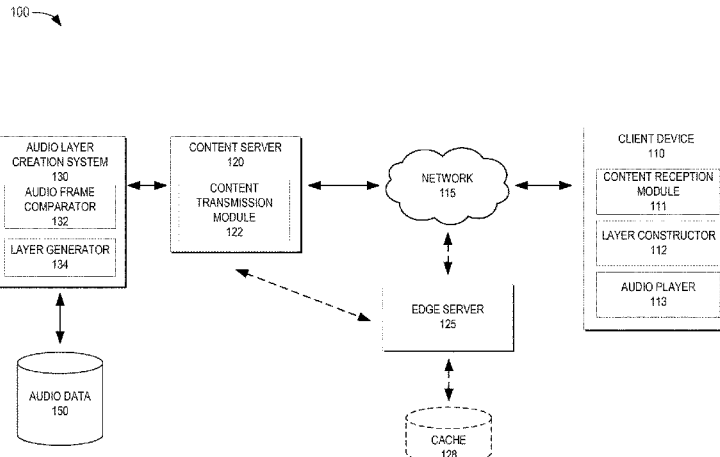 100
AUDIO LAYER
CREATION SYSTEM
130
AUDIO FRAME
COMPARATOR
132
LAYER GENERATOR
134
AUDIO DATA
150
CONTENT SERVER
120
CONTENT
TRANSMISSION
MODULE
122
NETWORK
115
EDGE SERVER
125
CACHE
128
CLIENT DEVICE
110
CONTENT RECEPTION
MODULE
111
LAYER CONSTRUCTOR
112
AUDIO PLAYER
113